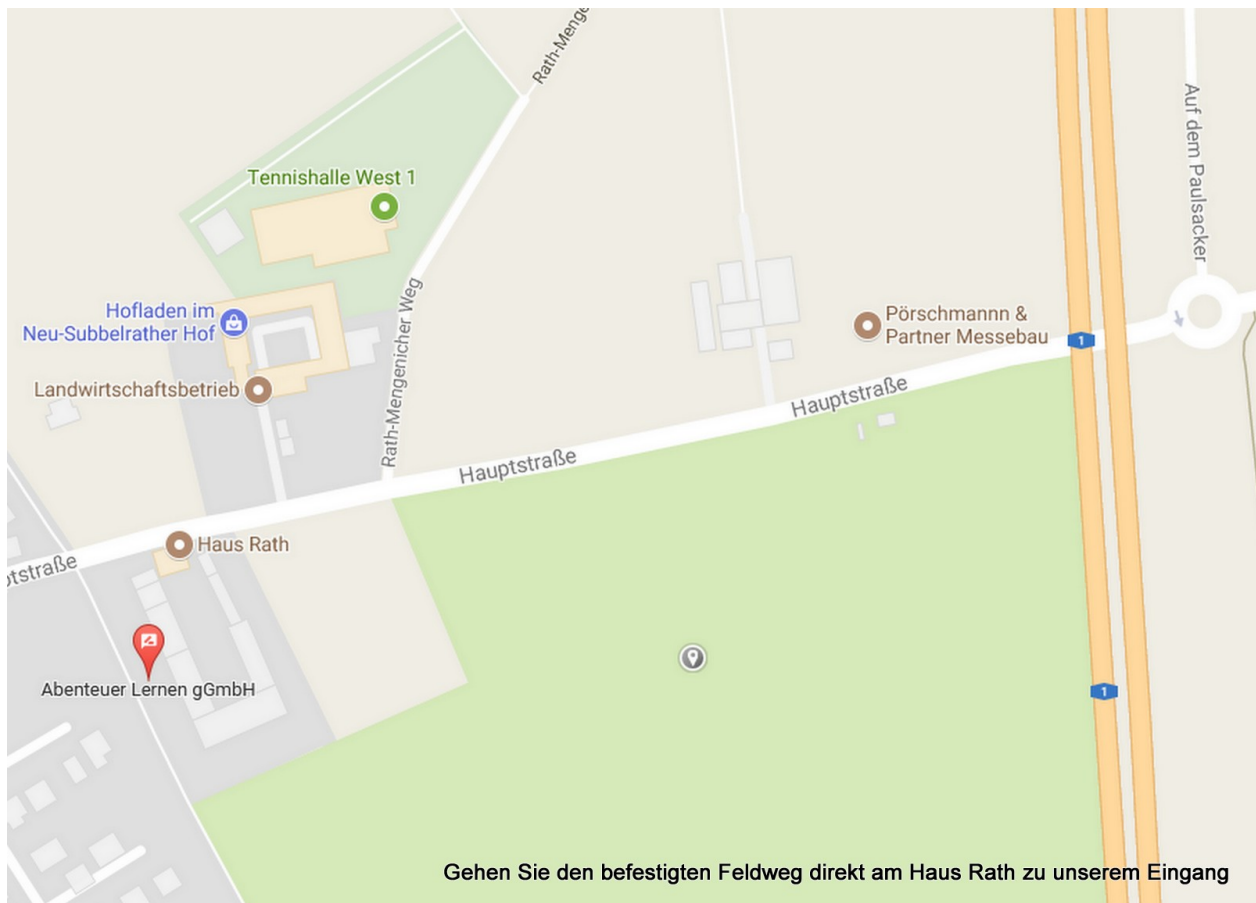 Rath-Menge
Auf dem Paulsacker
Tennishalle West 1
Rath-Mengenicher Weg
Hofladen im
Neu-Subbelrather Hof
Pörschmannn &
Partner Messebau
1
Landwirtschaftsbetrieb
Hauptstraße
Hauptstraße
Haus Rath
ptstraße
Abenteuer Lernen gGmbH
1
Gehen Sie den befestigten Feldweg direkt am Haus Rath zu unserem Eingang